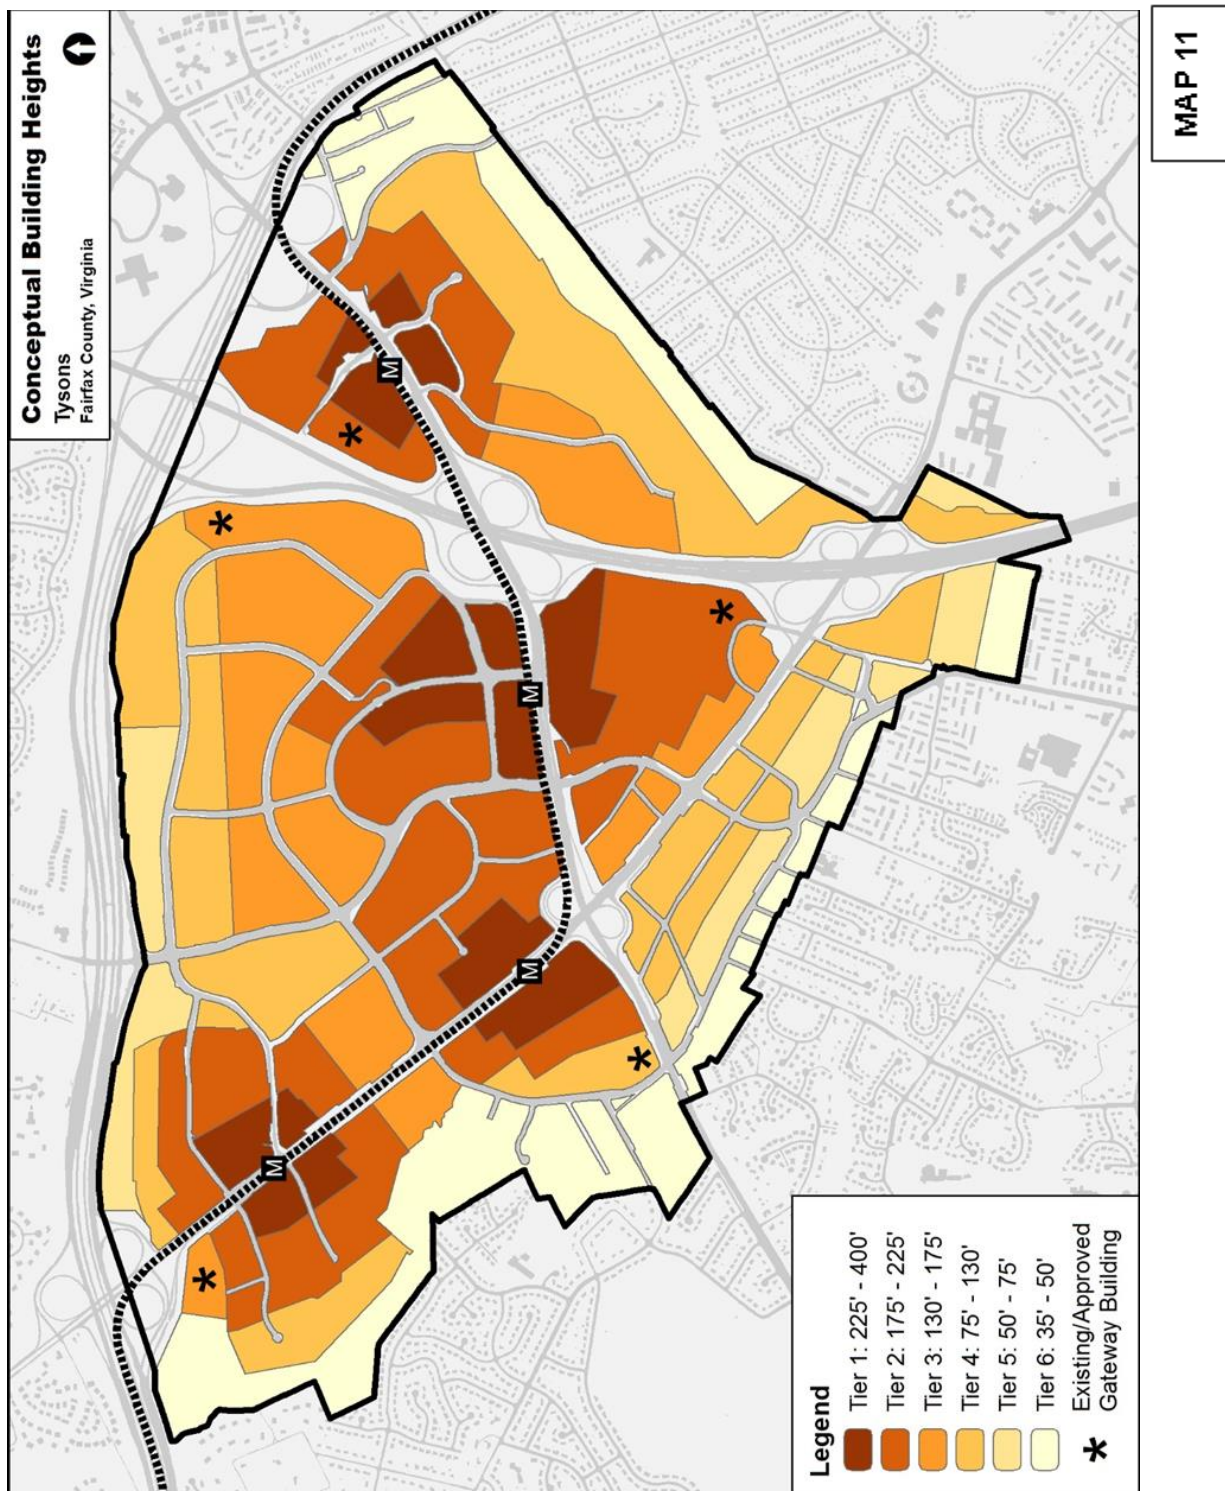 Conceptual Building Heights
Tysons
Fairfax County, Virginia
MAP 11
M
M
M
M
Legend
Tier 1: 225' - 400'
Tier 2: 175' - 225'
Tier 3: 130' - 175'
Tier 4: 75' - 130'
Tier 5: 50' - 75'
Tier 6: 35' - 50'
Existing/Approved
Gateway Building